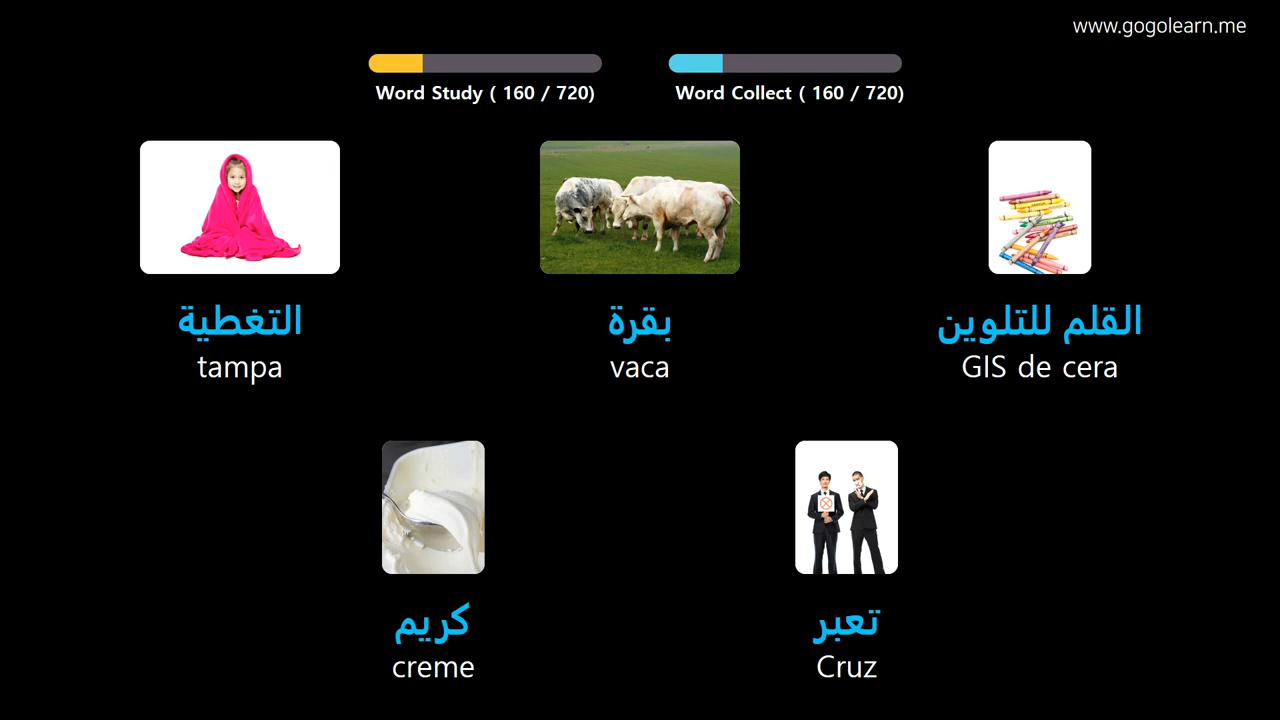 www.gogolearn.me
Word Study ( 160 / 720)
Word Collect ( 160 / 720)
التغطية
tampa
بقرة
vaca
القلم للتلوين
GIS de cera
كريم
creme
تعبر
Cruz